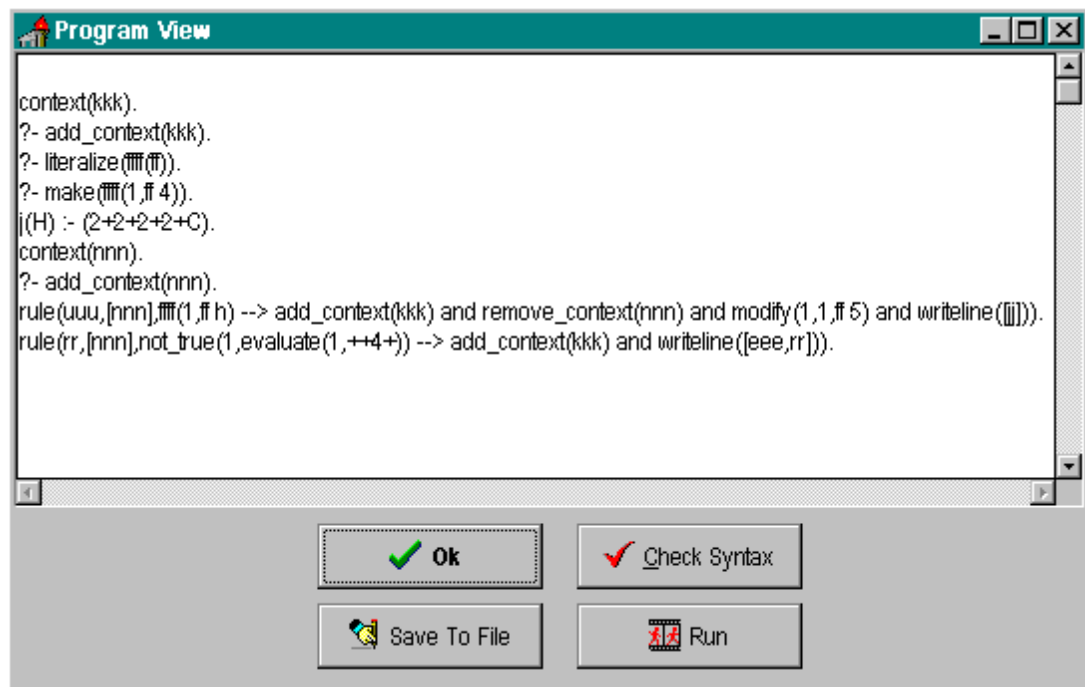 Program View
context(kkk).
?- add_context(kkk).
?- literalize(ffff(ff)).
?- make(ffff(1,ff 4)).
j(H) :- (2+2+2+2+C).
context(nnn).
?- add_context(nnn).
rule(uuu,[nnn],ffff(1,ff h) --> add_context(kkk) and remove_context(nnn) and modify(1,1,ff 5) and writeline([jj])).
rule(rr,[nnn],not_true(1,evaluate(1,++4+)) --> add_context(kkk) and writeline([eee,rr])).
Ok
Check Syntax
Save To File
Run